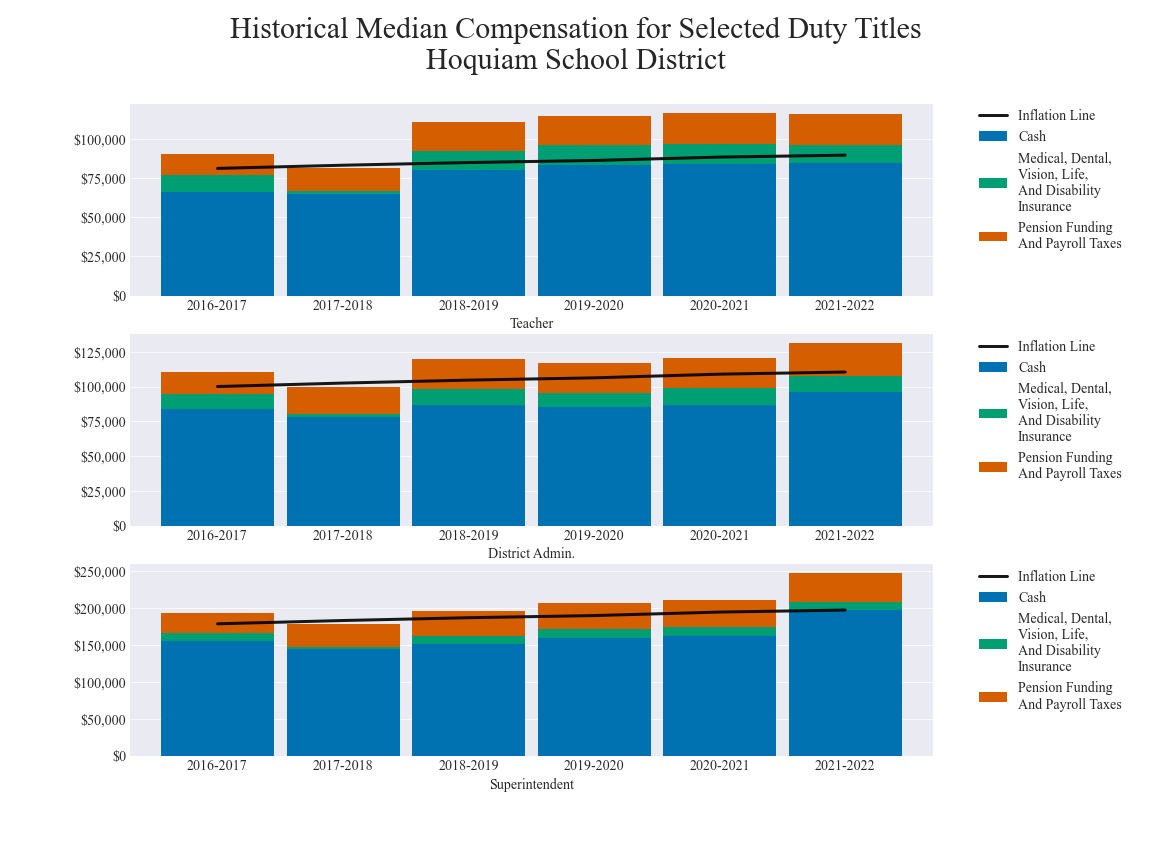 Historical Median Compensation for Selected Duty Titles
Hoquiam School District
$100,000
$75,000
$50,000
$25,000
$0
2016-2017 2017-2018 2018-2019 2019-2020 2020-2021 2021-2022
Teacher
Inflation Line
Cash
Medical, Dental,
Vision, Life,
And Disability
Insurance
Pension Funding
And Payroll Taxes
$125,000
$100,000
$75,000
$50,000
$25,000
$0
2016-2017 2017-2018 2018-2019 2019-2020 2020-2021 2021-2022
District Admin.
Inflation Line
Cash
Medical, Dental,
Vision, Life,
And Disability
Insurance
Pension Funding
And Payroll Taxes
$250,000
$200,000
$150,000
$100,000
$50,000
$0
2016-2017 2017-2018 2018-2019 2019-2020 2020-2021 2021-2022
Superintendent
Inflation Line
Cash
Medical, Dental,
Vision, Life,
And Disability
Insurance
Pension Funding
And Payroll Taxes